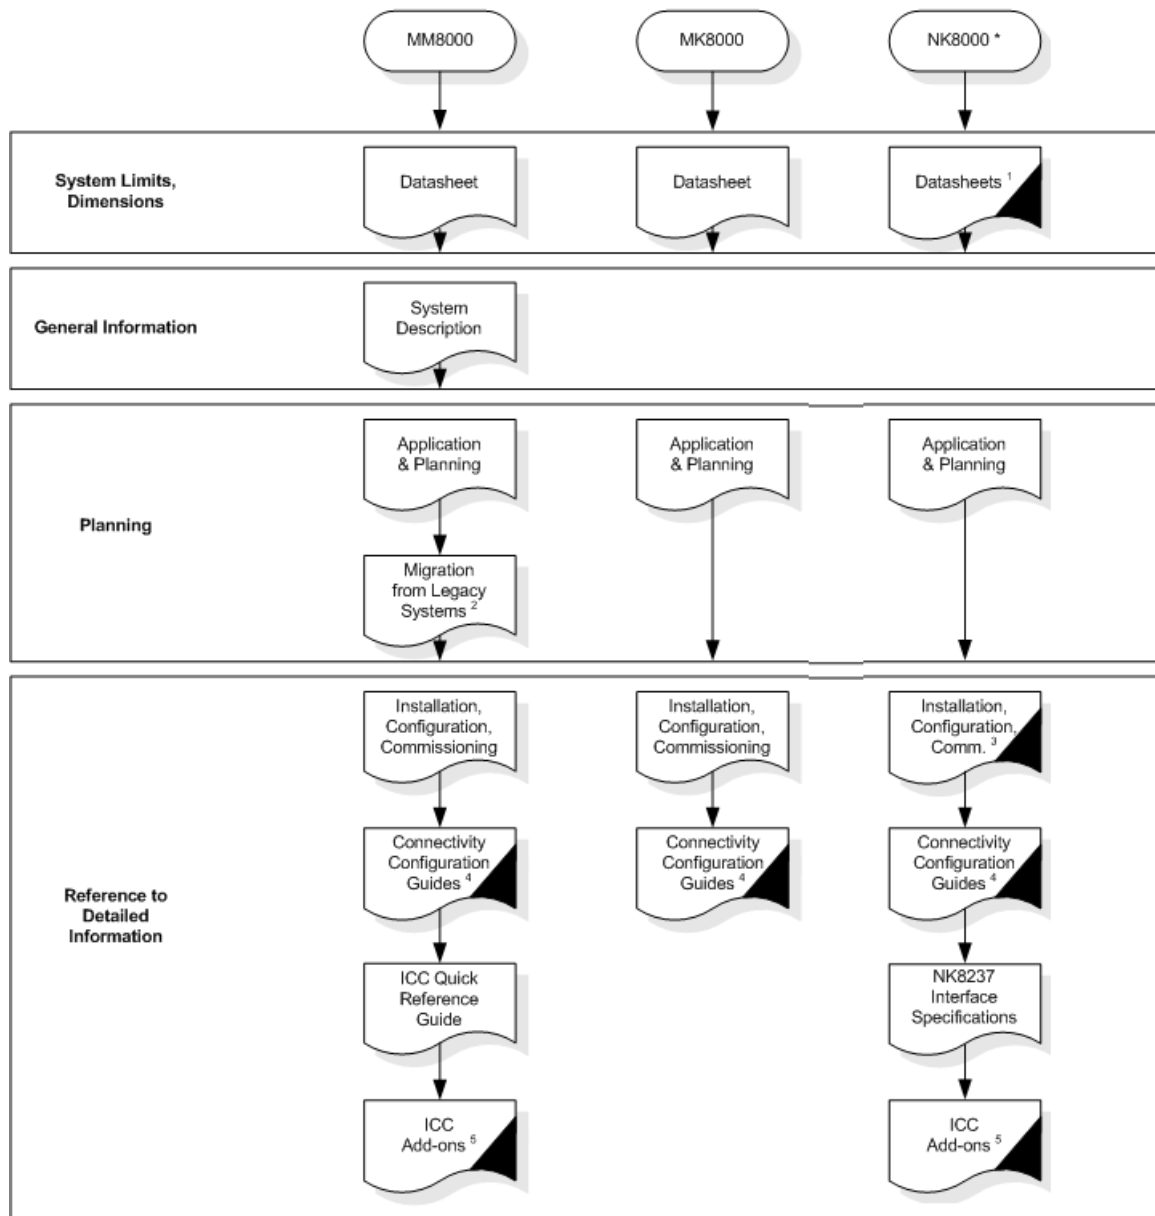 MM8000
MK8000
NK8000 *
System Limits,
Dimensions
Datasheet
Datasheet
Datasheets 1
General Information
System
Description
Planning
Application
& Planning
Application
& Planning
Application
& Planning
Migration
from Legacy
Systems 2
Reference to
Detailed
Information
Installation,
Configuration,
Commissioning
Installation,
Configuration,
Commissioning
Installation,
Configuration,
Comm. 3
Connectivity
Configuration
Guides 4
Connectivity
Configuration
Guides 4
Connectivity
Configuration
Guides 4
ICC Quick
Reference
Guide
NK8237
Interface
Specifications
ICC
Add-ons 5
ICC
Add-ons 5